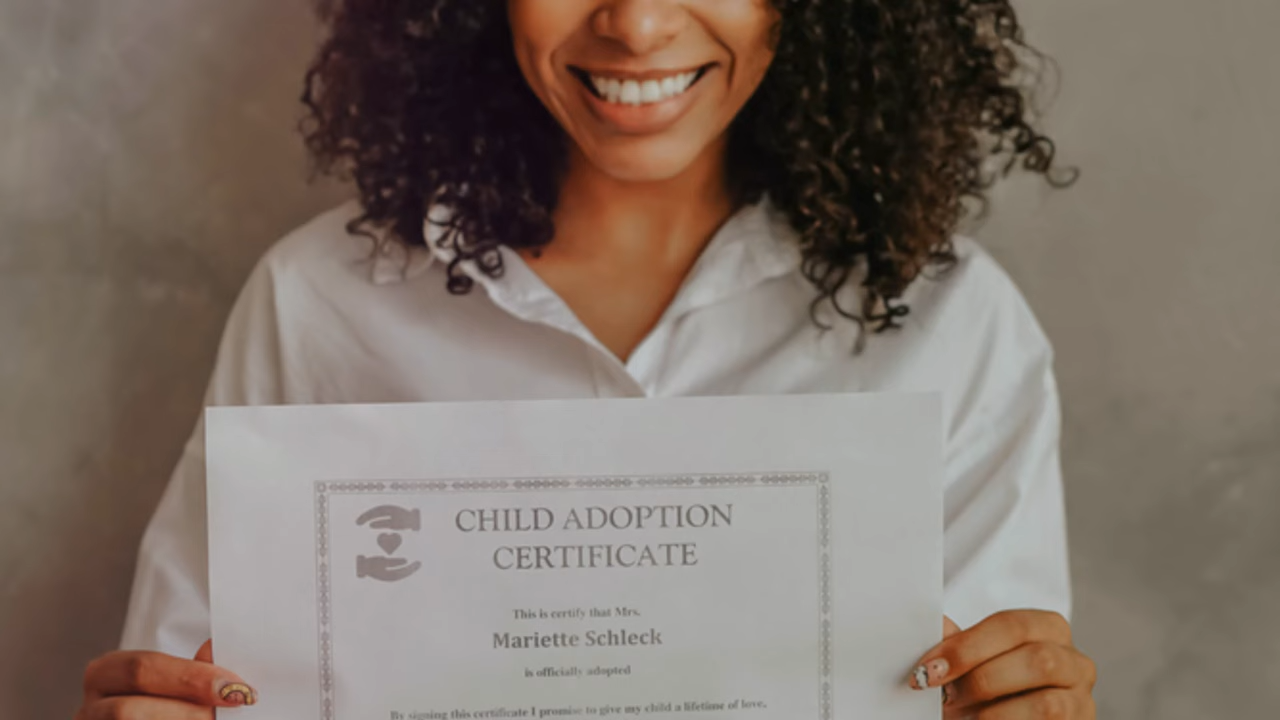 CHILD ADOPTION
CERTIFICATE
This is certify that Mrs.
Mariette Schleck
is officially adopted
By signing this certificate I promise to give my child a lifetime of love,